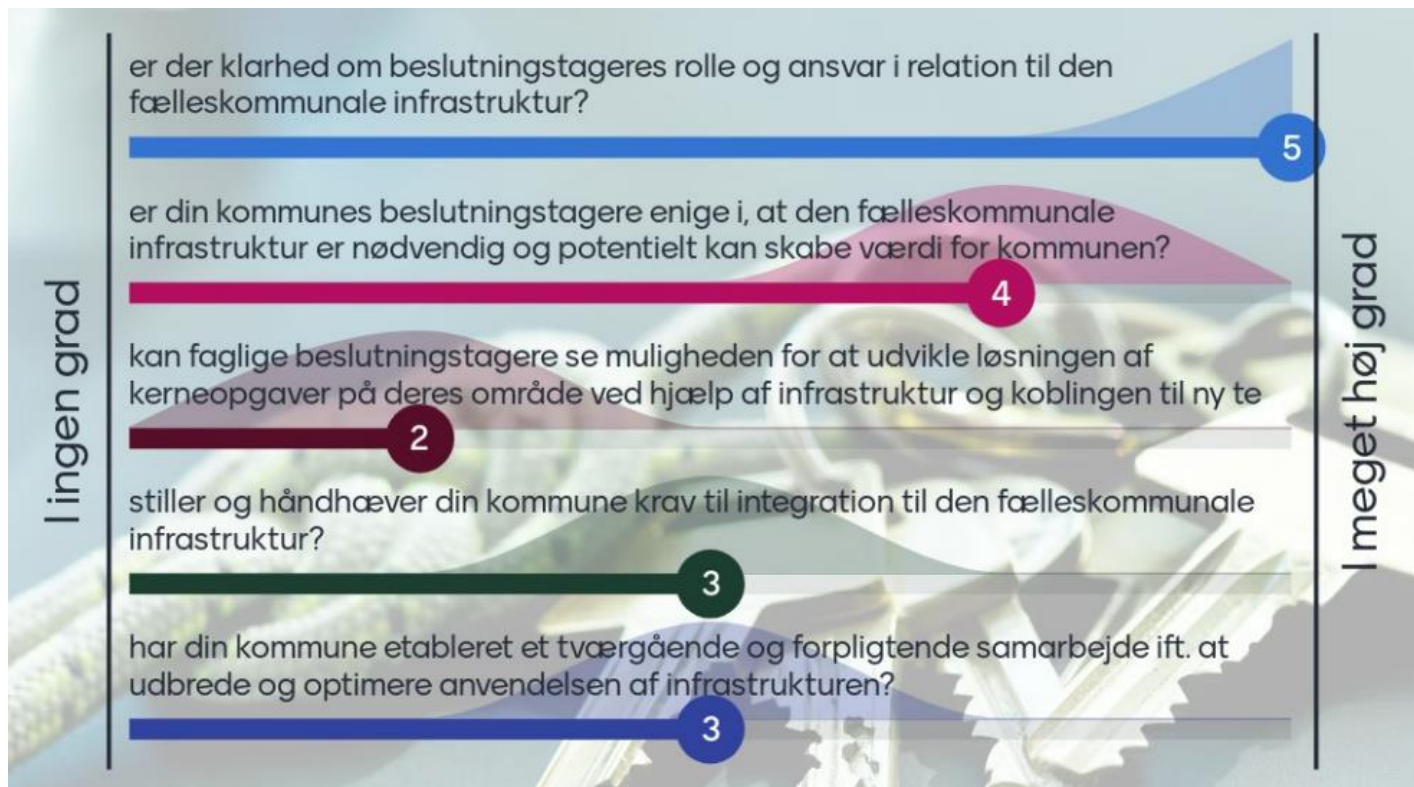 er der klarhed om beslutningstageres rolle og ansvar i relation til den
fælleskommunale infrastruktur?
5
er din kommunes beslutningstagere enige i, at den fælleskommunale
infrastruktur er nødvendig og potentielt kan skabe værdi for kommunen?
4
kan faglige beslutningstagere se muligheden for at udvikle løsningen af
kerneopgaver på deres område ved hjælp af infrastruktur og koblingen til ny te
2
stiller og håndhæver din kommune krav til integration til den fælleskommunale
infrastruktur?
3
har din kommune etableret et tværgående og forpligtende samarbejde ift. at
udbrede og optimere anvendelsen af infrastrukturen?
3
I ingen grad
I meget høj grad